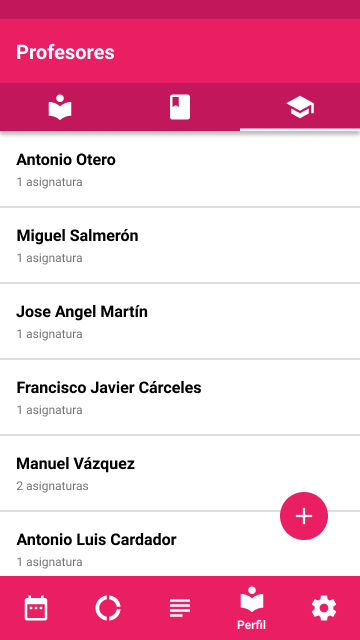 Profesores
Antonio Otero
1 asignatura
Miguel Salmerón
1 asignatura
Jose Angel Martín
1 asignatura
Francisco Javier Cárceles
1 asignatura
Manuel Vázquez
2 asignaturas
Antonio Luis Cardador
1 asignatura
Perfil